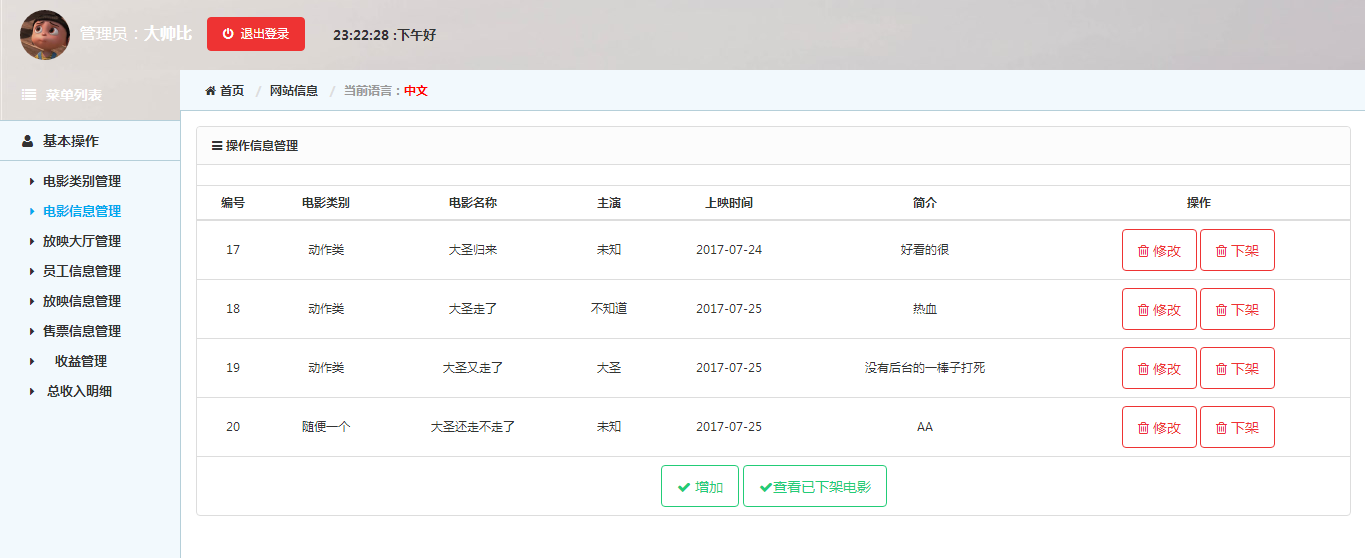 管理员：大帅比 退出登录 23:22:28 :下午好
菜单列表
首页 / 网站信息 / 当前语言：中文
基本操作
电影类别管理
电影信息管理
放映大厅管理
员工信息管理
放映信息管理
售票信息管理
收益管理
总收入明细
操作信息管理
编号 电影类别 电影名称 主演 上映时间 简介 操作
17 动作类 大圣归来 未知 2017-07-24 好看的很 修改 下架
18 动作类 大圣走了 不知道 2017-07-25 热血 修改 下架
19 动作类 大圣又走了 大圣 2017-07-25 没有后台的一棒子打死 修改 下架
20 随便一个 大圣还走不走了 未知 2017-07-25 AA 修改 下架
增加 查看已下架电影